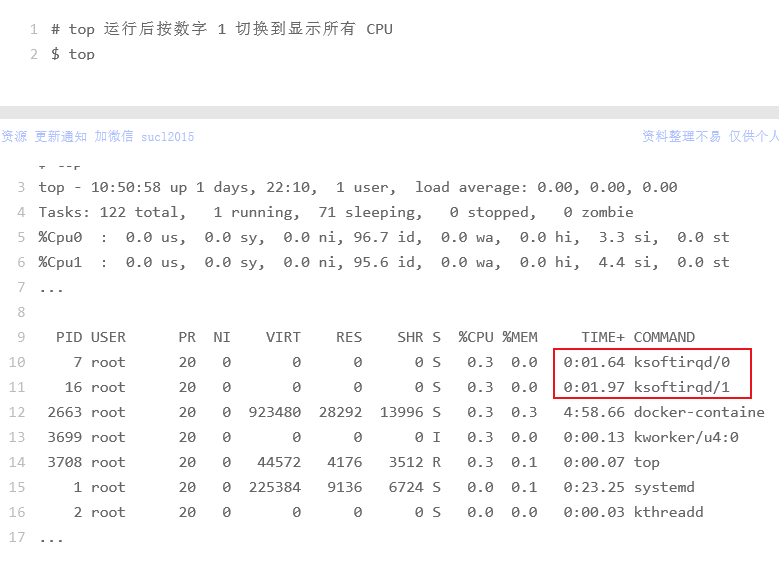 1 # top 运行后按数字 1 切换到显示所有 CPU
2 $ top
资源 更新通知 加微信 sucl2015 资料整理不易 仅供个人
3 top - 10:50:58 up 1 days, 22:10, 1 user, load average: 0.00, 0.00, 0.00
4 Tasks: 122 total, 1 running, 71 sleeping, 0 stopped, 0 zombie
5 %Cpu0 : 0.0 us, 0.0 sy, 0.0 ni, 96.7 id, 0.0 wa, 0.0 hi, 3.3 si, 0.0 st
6 %Cpu1 : 0.0 us, 0.0 sy, 0.0 ni, 95.6 id, 0.0 wa, 0.0 hi, 4.4 si, 0.0 st
7 ...
8
9 PID USER PR NI VIRT RES SHR S %CPU %MEM TIME+ COMMAND
10 7 root 20 0 0 0 0 S 0.3 0.0 0:01.64 ksoftirqd/0
11 16 root 20 0 0 0 0 S 0.3 0.0 0:01.97 ksoftirqd/1
12 2663 root 20 0 923480 28292 13996 S 0.3 0.3 4:58.66 docker-containe
13 3699 root 20 0 0 0 0 I 0.3 0.0 0:00.13 kworker/u4:0
14 3708 root 20 0 44572 4176 3512 R 0.3 0.1 0:00.07 top
15 1 root 20 0 225384 9136 6724 S 0.0 0.1 0:23.25 systemd
16 2 root 20 0 0 0 0 S 0.0 0.0 0:00.03 kthreadd
17 ...